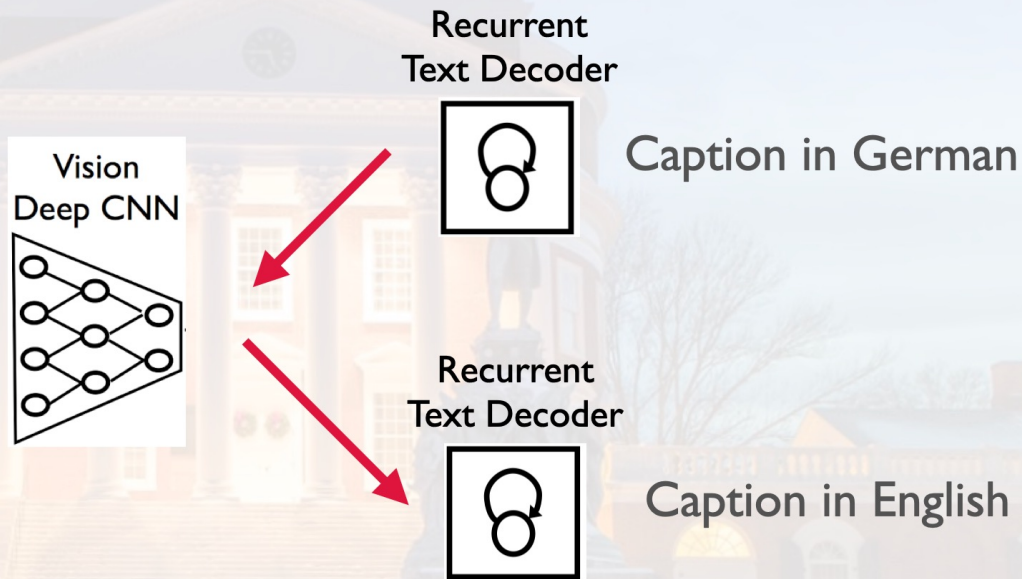 Recurrent
Text Decoder
Caption in German
Vision
Deep CNN
Recurrent
Text Decoder
Caption in English